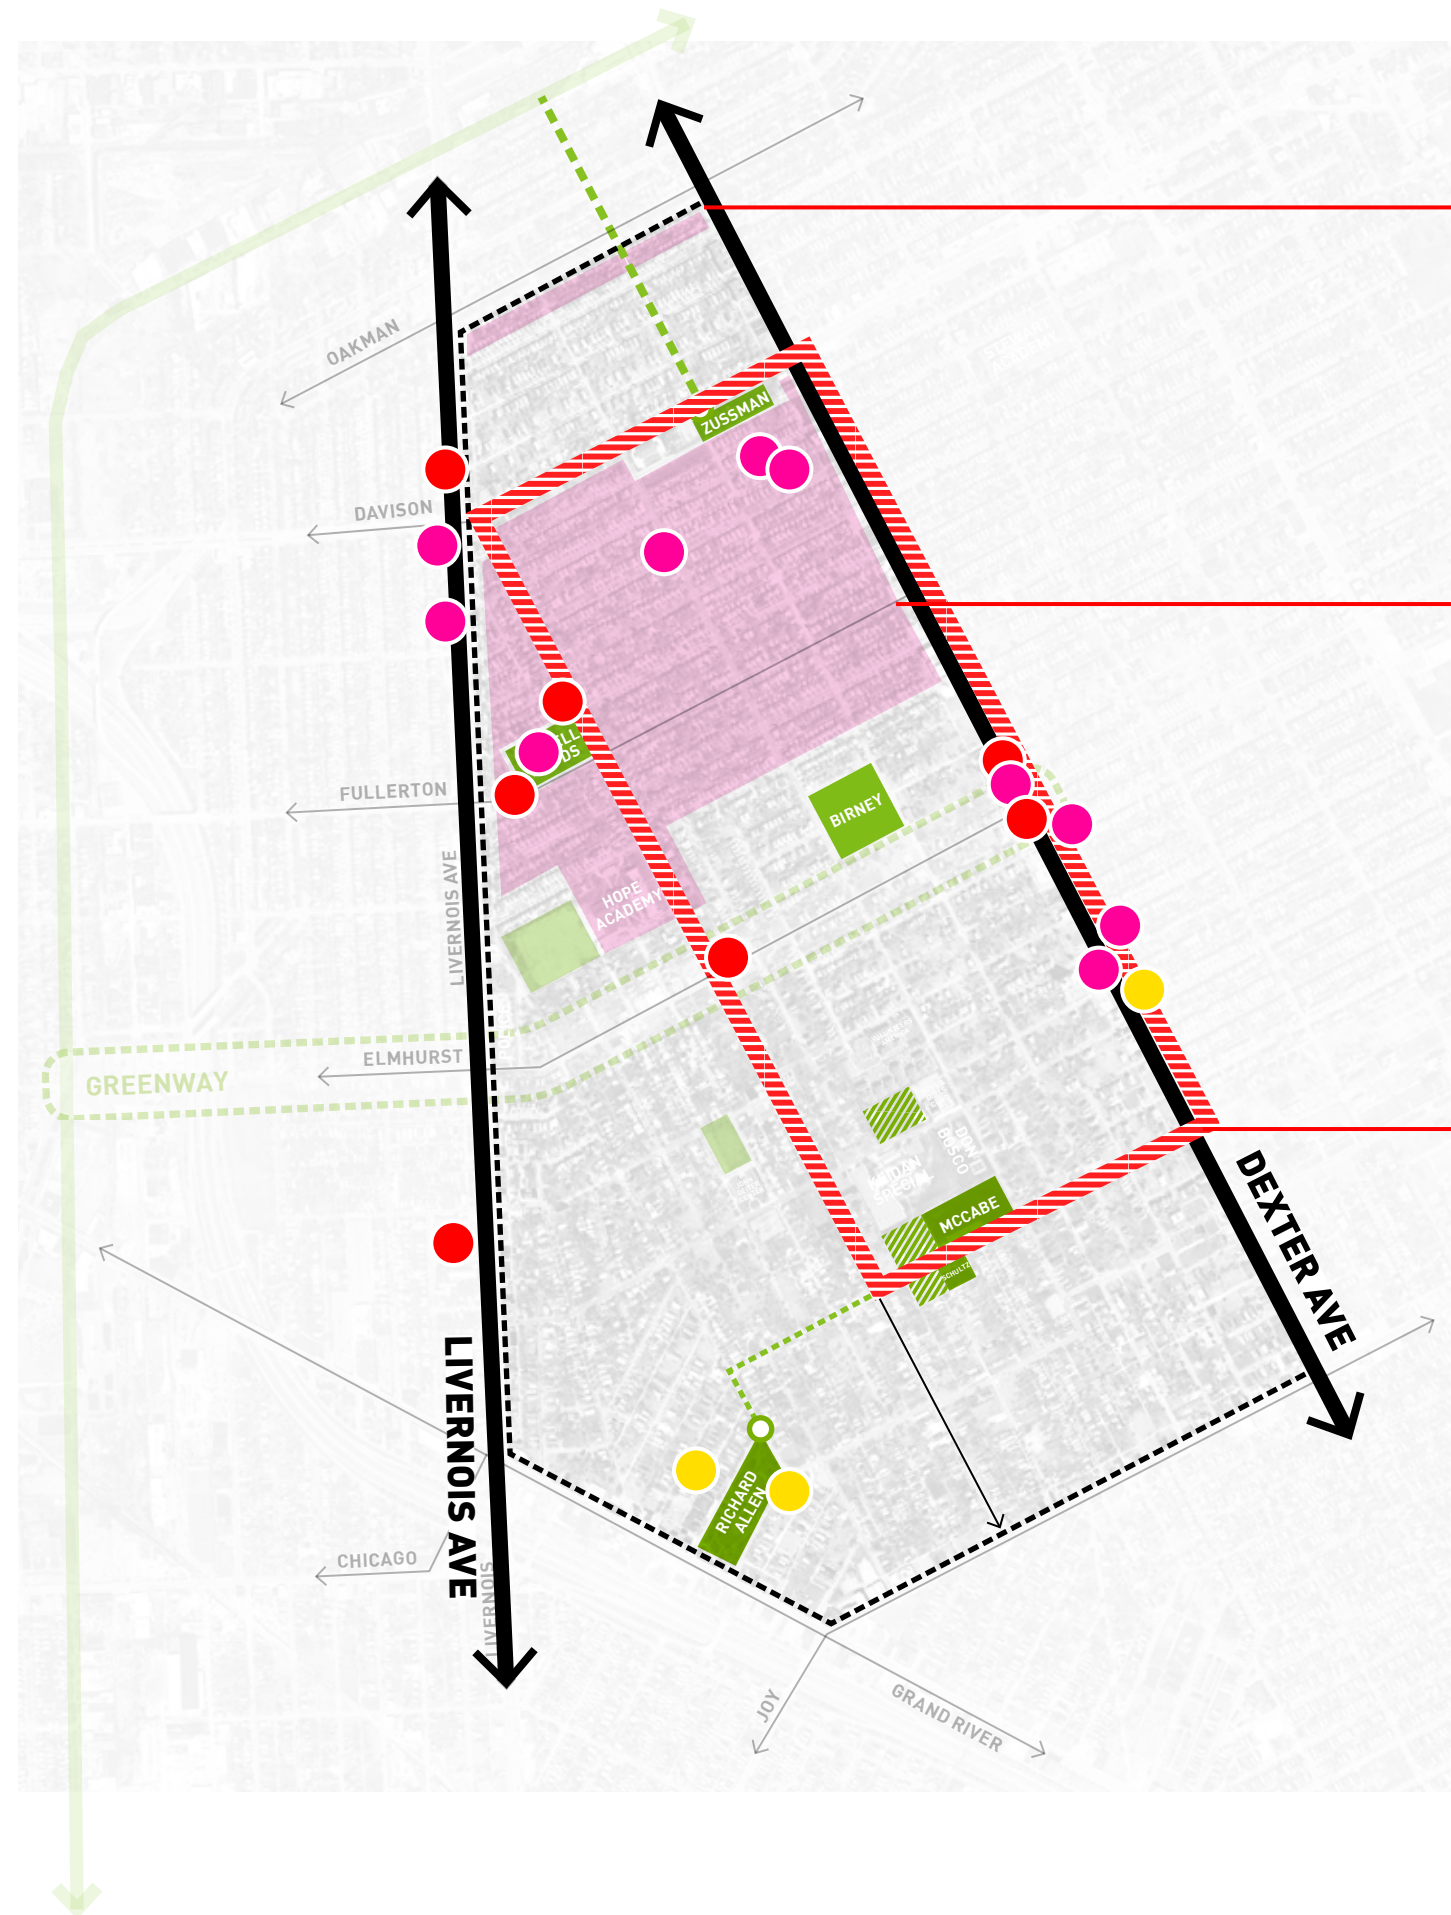 OAKMAN
ZUSSMAN
DAVISON
FULLERTON
BIRNEY
LIVERNOIS AVE
HOPE
ACADEMY
ELMHURST
GREENWAY
DON
BOSCO
MCCABE
SCHULTZ
DEXTER AVE
LIVERNOIS AVE
RICHARD
ALLEN
CHICAGO
JOY
GRAND RIVER